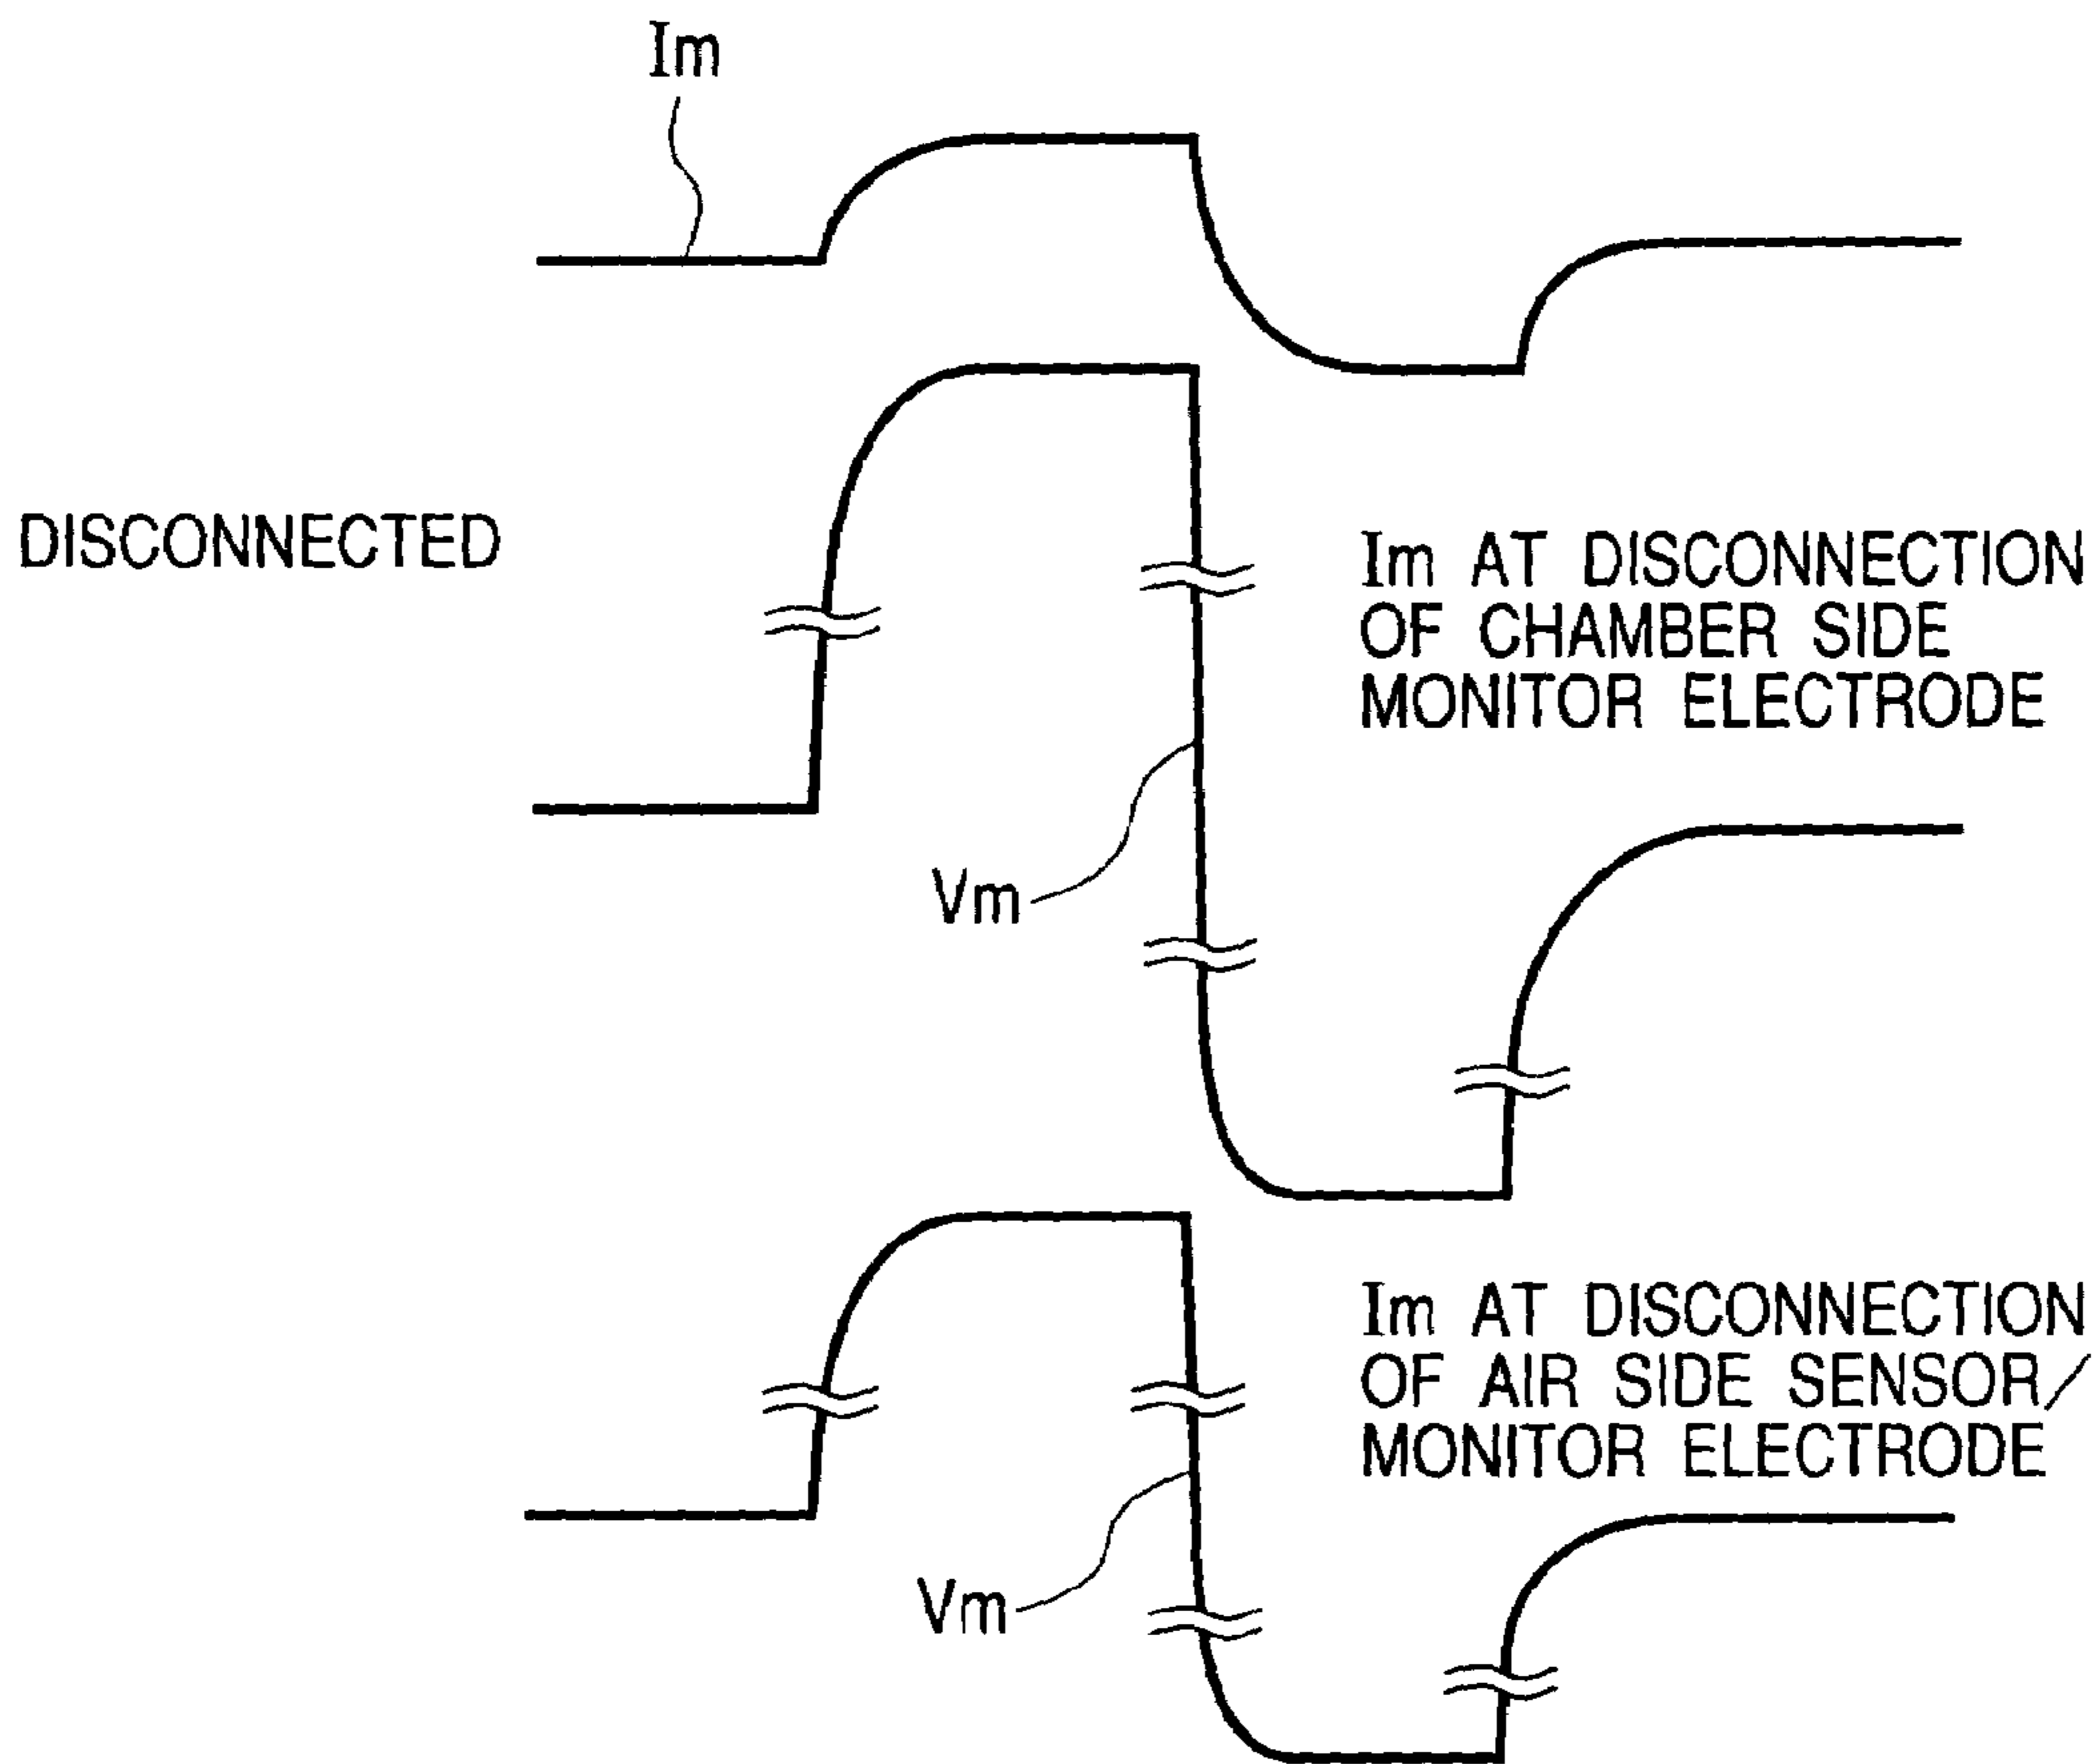 Im
DISCONNECTED
Im AT DISCONNECTION
OF CHAMBER SIDE
MONITOR ELECTRODE
Vm
Im AT DISCONNECTION
OF AIR SIDE SENSOR/
MONITOR ELECTRODE
Vm